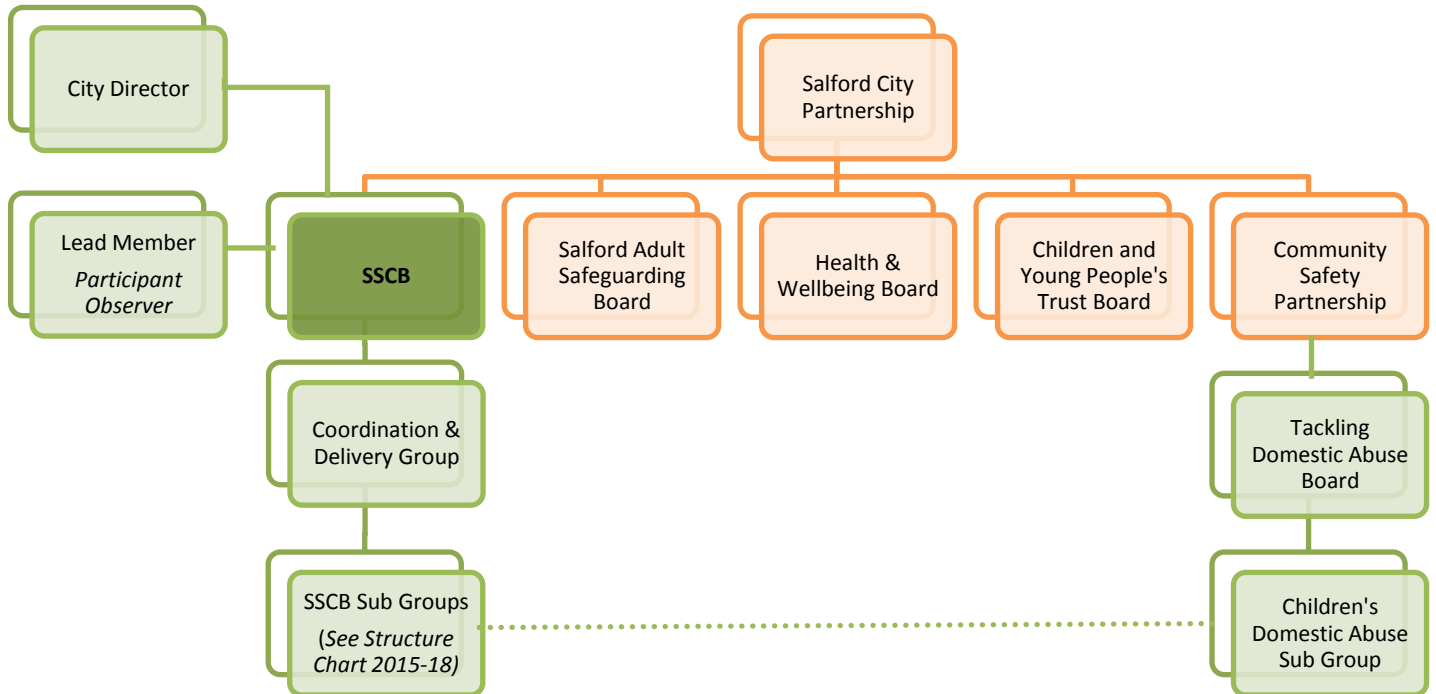 City Director
Salford City
Partnership
Lead Member
Participant
Observer
SSCB
Salford Adult
Safeguarding
Board
Health &
Wellbeing Board
Children and
Young People's
Trust Board
Community
Safety
Partnership
Coordination &
Delivery Group
Tackling
Domestic Abuse
Board
SSCB Sub Groups
(See Structure
Chart 2015-18)
Children's
Domestic Abuse
Sub Group